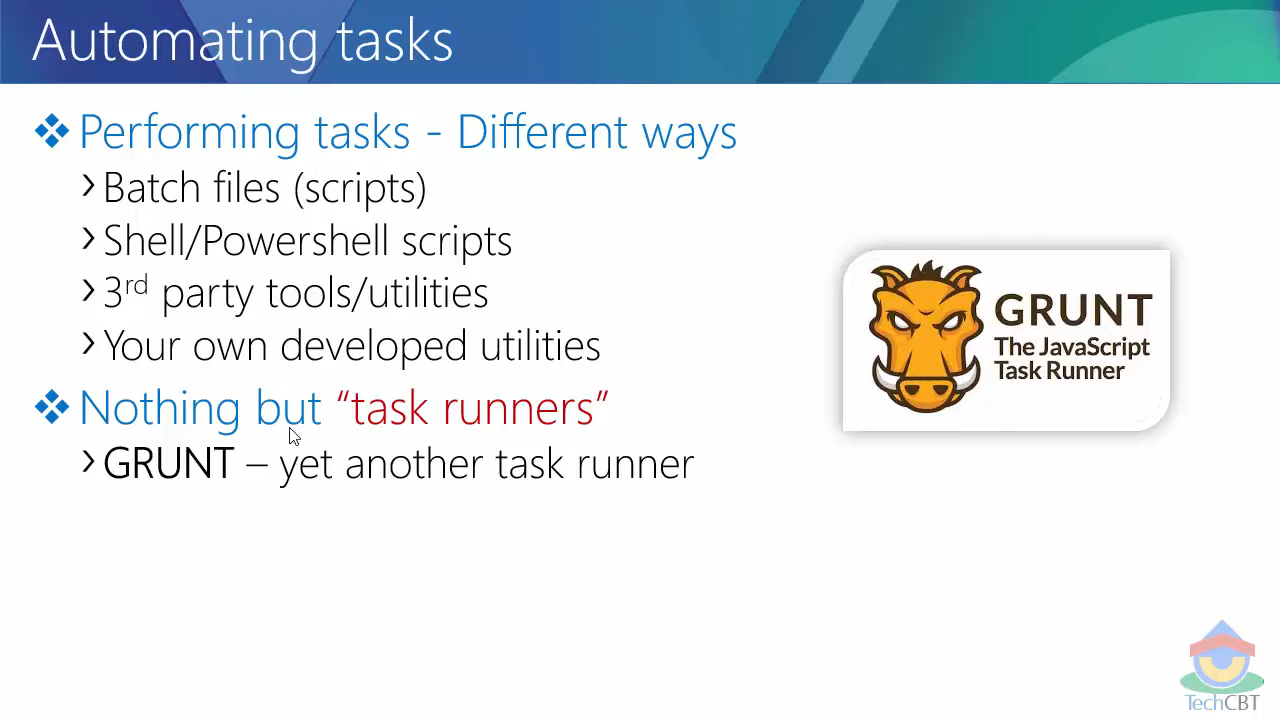 Automating tasks
Performing tasks - Different ways
Batch files (scripts)
Shell/Powershell scripts
3rd party tools/utilities
Your own developed utilities
Nothing but “task runners”
GRUNT – yet another task runner
GRUNT
The JavaScript
Task Runner
TechCBT